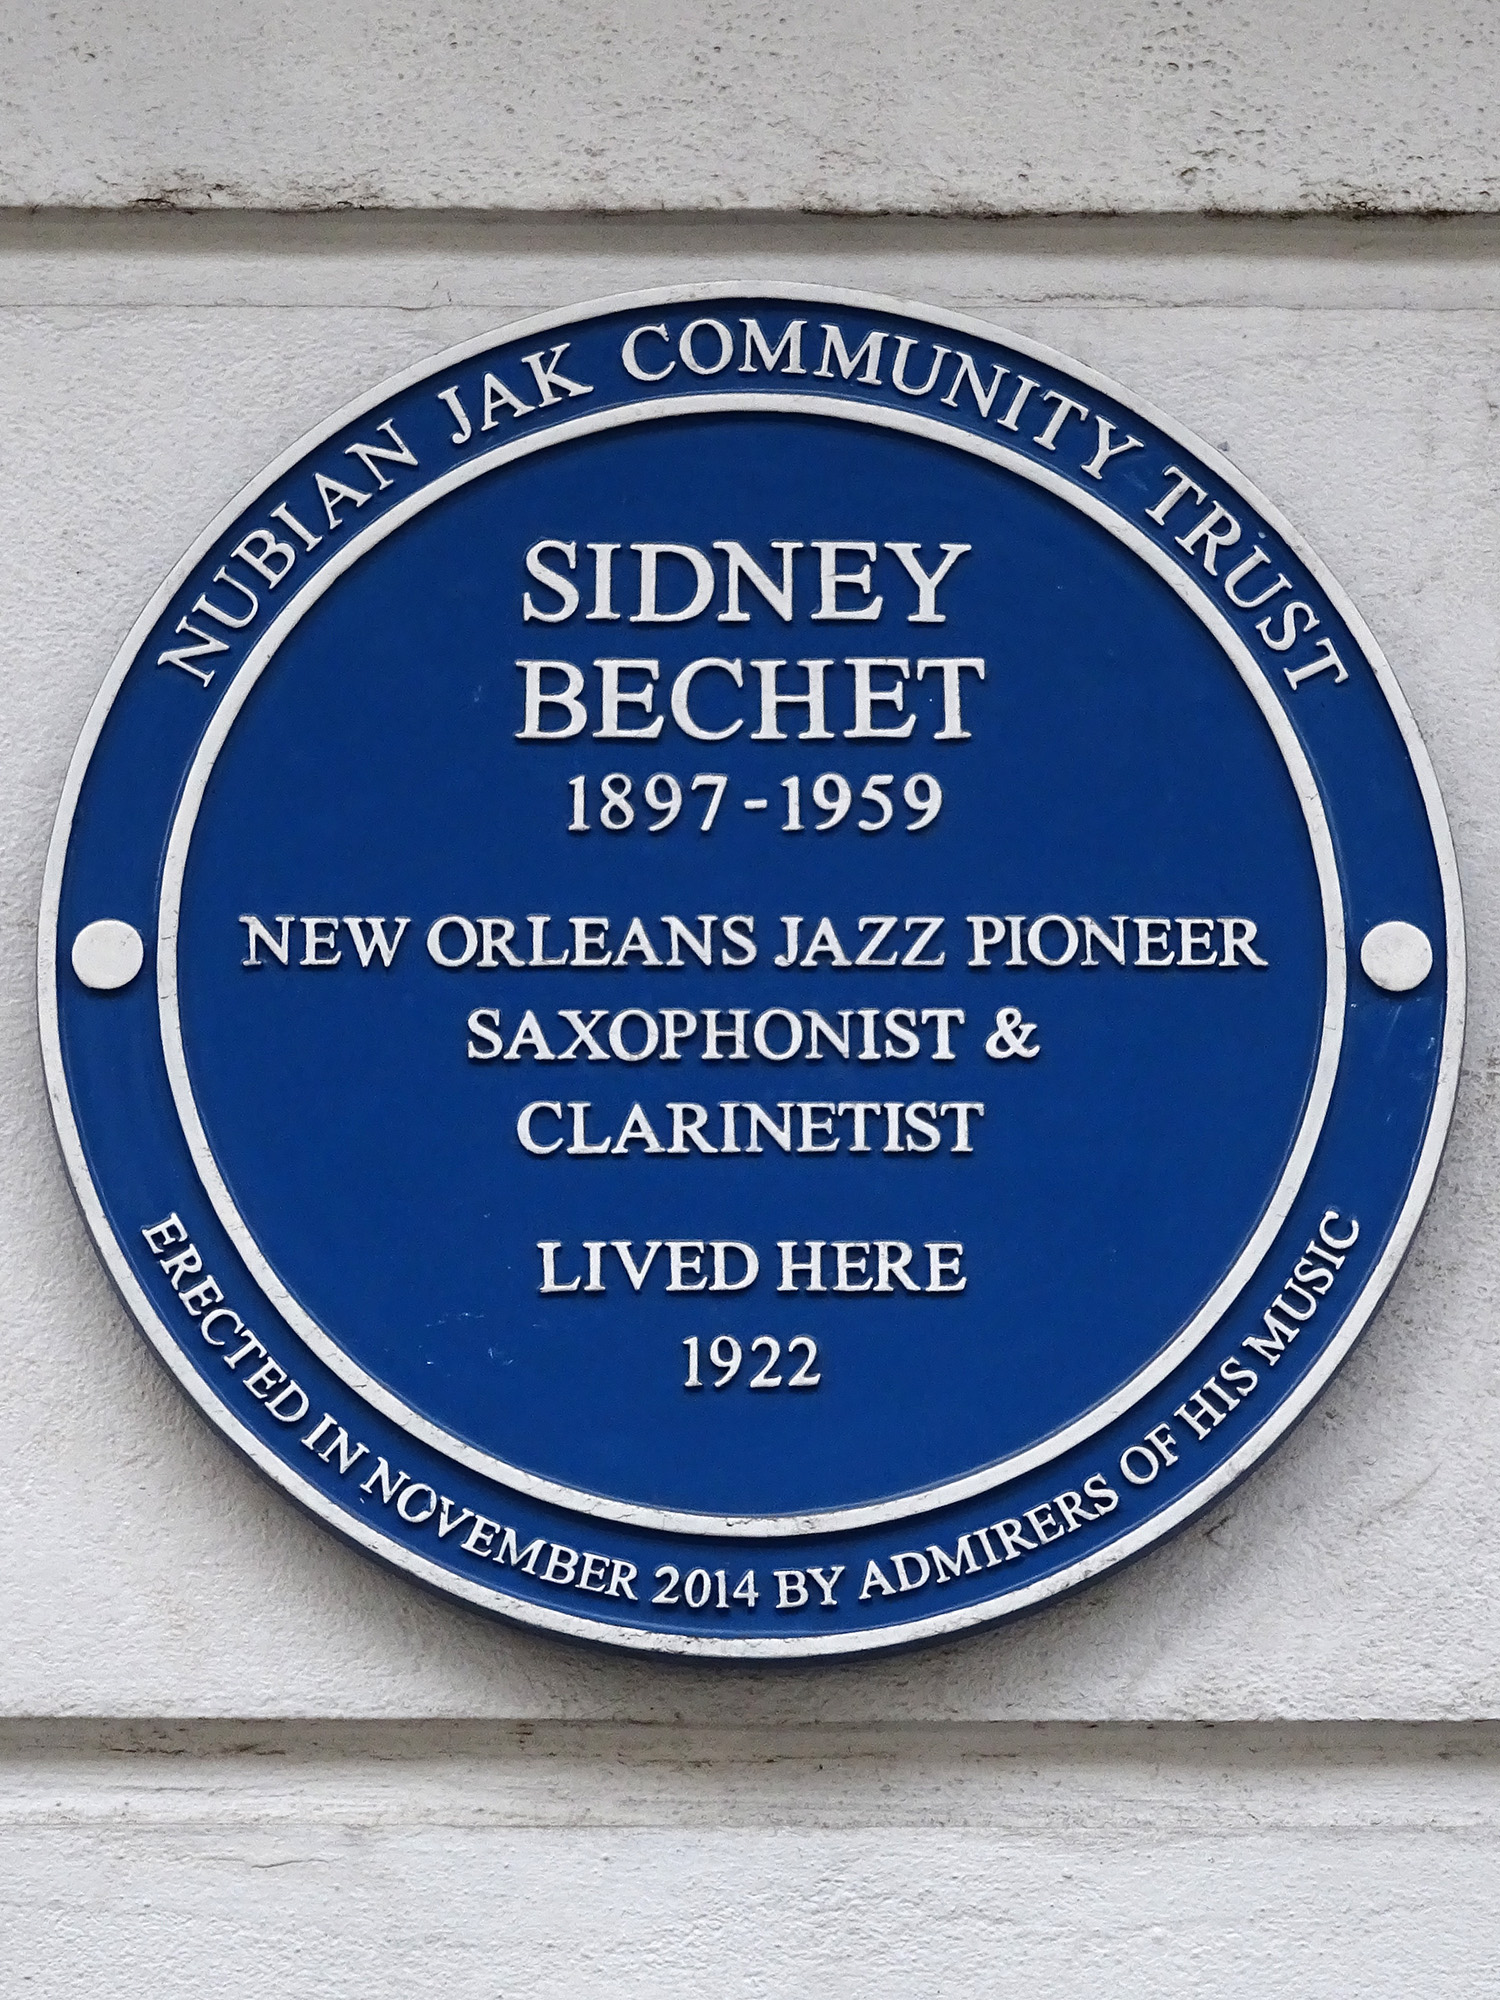 NUBIAN JAK COMMUNITY TRUST
SIDNEY
BECHET
1897-1959
NEW ORLEANS JAZZ PIONEER
SAXOPHONIST &
CLARINETIST
LIVED HERE
1922
ERECTED IN NOVEMBER 2014 BY ADMIRERS OF HIS MUSIC